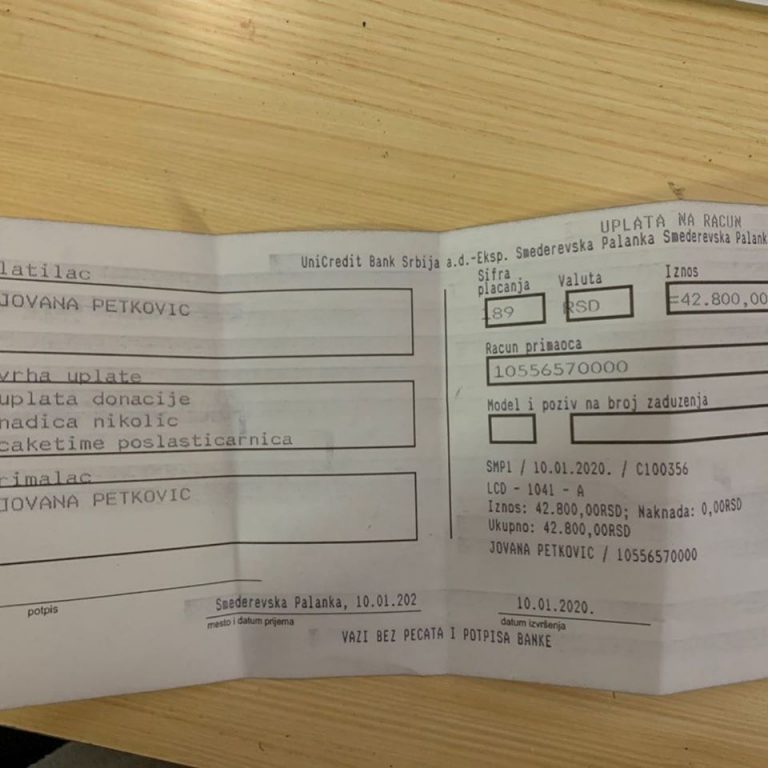 UPLATA NA RACUN
UniCredit Bank Srbija a.d.-Eksp. Smederevska Palanka Smederevska Palank
latilac
JOVANA PETKOVIC
vrha uplate
uplata donacije
nadica nikolic
caketime poslasticarnica
rimalac
JOVANA PETKOVIC
potpis
Smederevska Palanka, 10.01.202
mesto i datum prijema
Sifra placanja
189
Valuta
RSD
Iznos
=42.800,00
Racun primaoca
10556570000
Model i poziv na broj zaduzenja
SMP1 / 10.01.2020. / C100356
LCD - 1041 - A
Iznos: 42.800,00RSD; Naknada: 0,00RSD
Ukupno: 42.800,00RSD
JOVANA PETKOVIC / 10556570000
10.01.2020.
datum izvršenja
VAZI BEZ PECATA I POTPISA BANKE